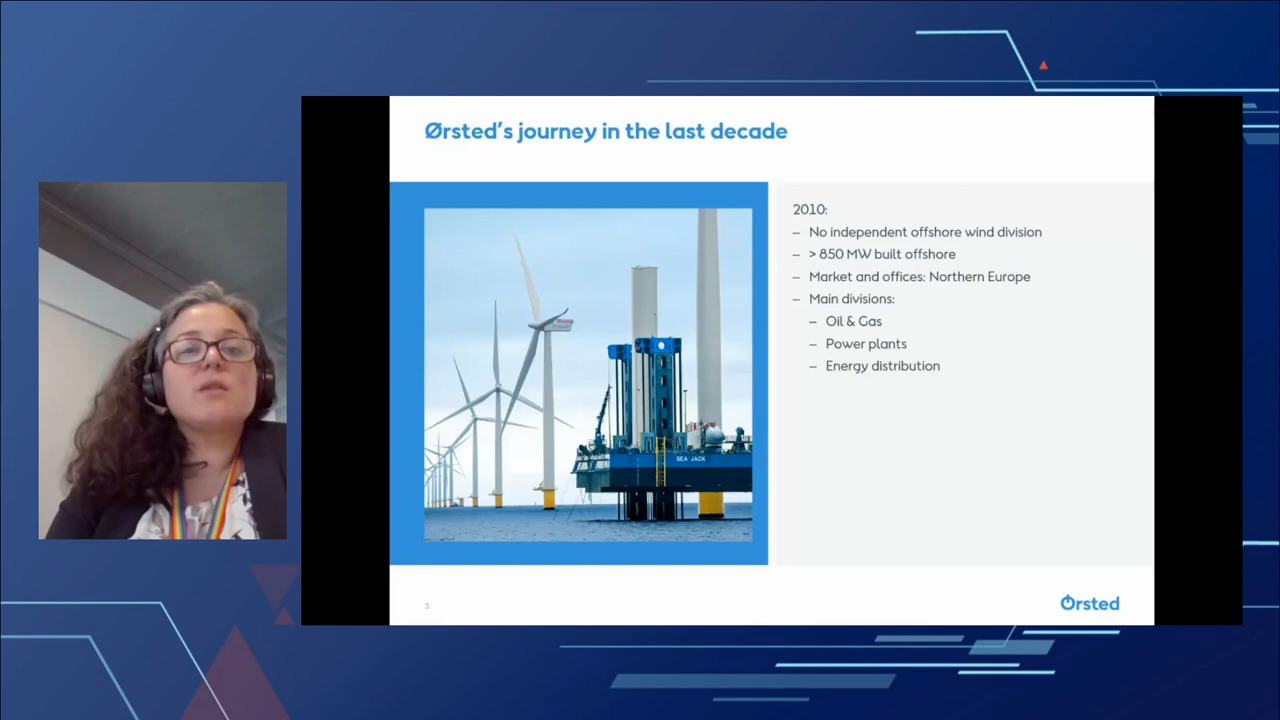 Ørsted's journey in the last decade
2010:
– No independent offshore wind division
– > 850 MW built offshore
– Market and offices: Northern Europe
– Main divisions:
– Oil & Gas
– Power plants
– Energy distribution
SEA JACK
3
Ørsted